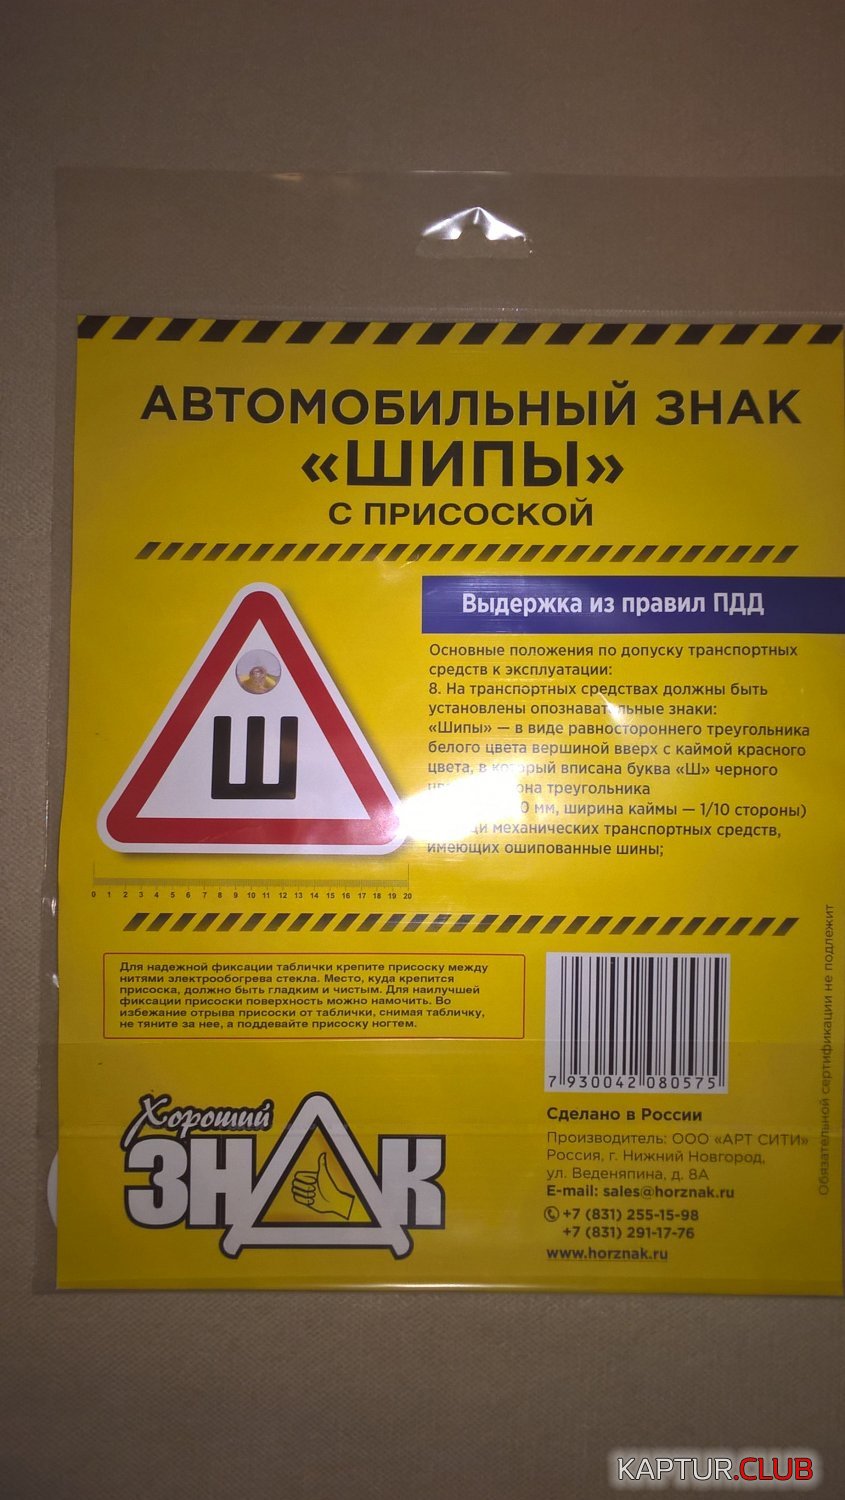 АВТОМОБИЛЬНЫЙ ЗНАК
«ШИПЫ»
С ПРИСОСКОЙ
Выдержка из правил ПДД
Ш
Основные положения по допуску транспортных
средств к эксплуатации:
8. На транспортных средствах должны быть
установлены опознавательные знаки:
«Шипы» — в виде равностороннего треугольника
белого цвета вершиной вверх с каймой красного
цвета, в который вписана буква «Ш» черного
треугольника
мм, ширина каймы — 1/10 стороны)
механических транспортных средств,
имеющих ошипованные шины;
0 1 2 3 4 5 6 7 8 9 10 11 12 13 14 15 16 17 18 19 20
Для надежной фиксации таблички крепите присоску между
нитями электрообогрева стекла. Место, куда крепится
присоска, должно быть гладким и чистым. Для наилучшей
фиксации присоски поверхность можно намочить. Во
избежание отрыва присоски от таблички, снимая табличку,
не тяните за нее, а поддевайте присоску ногтем.
7 930042 080575
Обязательной сертификации не подлежит
Хороший
ЗНАК
Сделано в России
Производитель: ООО «АРТ СИТИ»
Россия, г. Нижний Новгород,
ул. Веденяпина, д. 8А
E-mail: sales@horznak.ru
+7 (831) 255-15-98
+7 (831) 291-17-76
www.horznak.ru
KAPTUR.CLUB